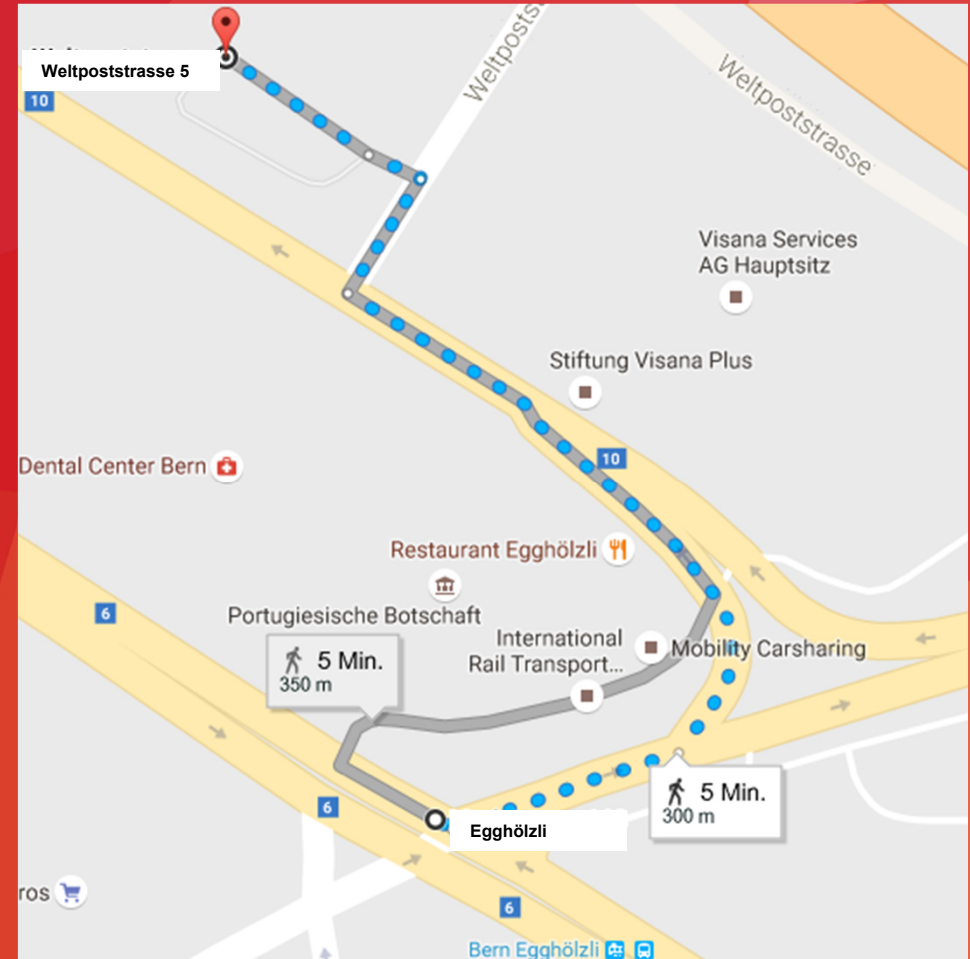 Weltpoststrasse 5
10
Weltposts
Weltpoststrasse
Visana Services
AG Hauptsitz
Stiftung Visana Plus
10
Dental Center Bern
Restaurant Egghölzli
6
Portugiesische Botschaft
International
Rail Transport...
Mobility Carsharing
5 Min.
350 m
5 Min.
300 m
6
Egghölzli
ros
6
Bern Egghölzli